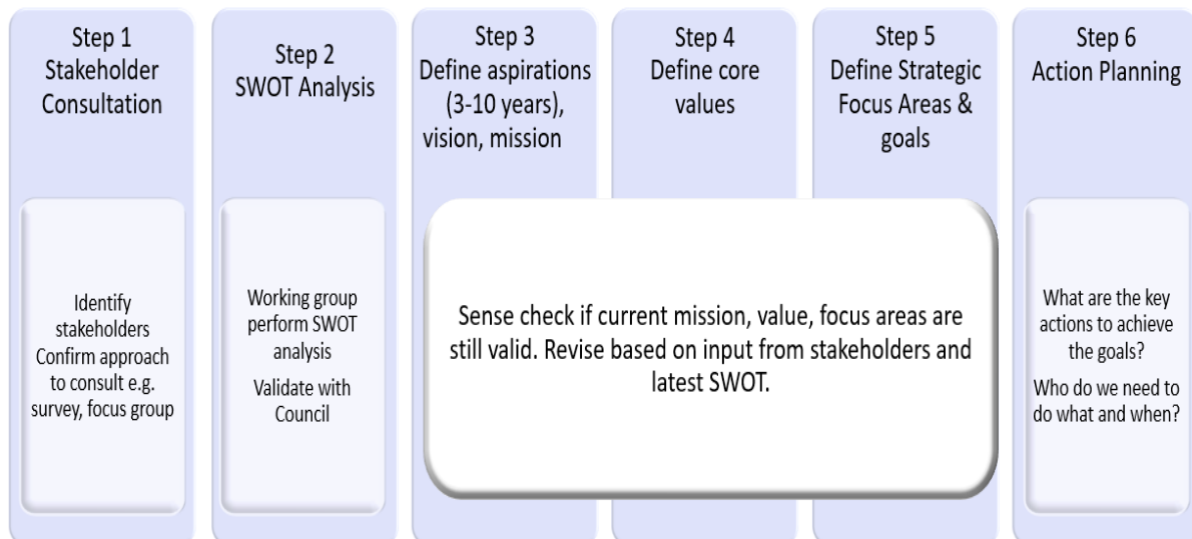 Step 1
Stakeholder
Consultation
Identify
stakeholders
Confirm approach
to consult e.g.
survey, focus group
Step 2
SWOT Analysis
Working group
perform SWOT
analysis
Validate with
Council
Step 3
Define aspirations
(3-10 years),
vision, mission
Step 4
Define core
values
Step 5
Define Strategic
Focus Areas &
goals
Sense check if current mission, value, focus areas are
still valid. Revise based on input from stakeholders and
latest SWOT.
Step 6
Action Planning
What are the key
actions to achieve
the goals?
Who do we need to
do what and when?